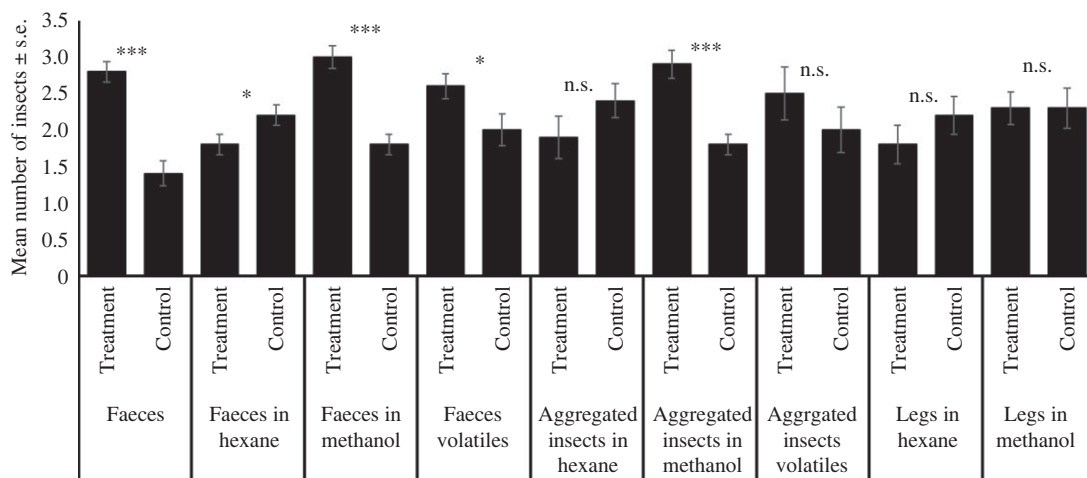 Mean number of insects ± s.e.
3.5
3.0
2.5
2.0
1.5
1.0
0.5
0
***
*
***
*
n.s.
***
n.s.
n.s.
n.s.
Treatment
Control
Treatment
Control
Treatment
Control
Treatment
Control
Treatment
Control
Treatment
Control
Treatment
Control
Treatment
Control
Treatment
Control
Faeces
Faeces in
hexane
Faeces in
methanol
Faeces
volatiles
Aggregated
insects in
hexane
Aggregated
insects in
methanol
Aggrgated
insects
volatiles
Legs in
hexane
Legs in
methanol